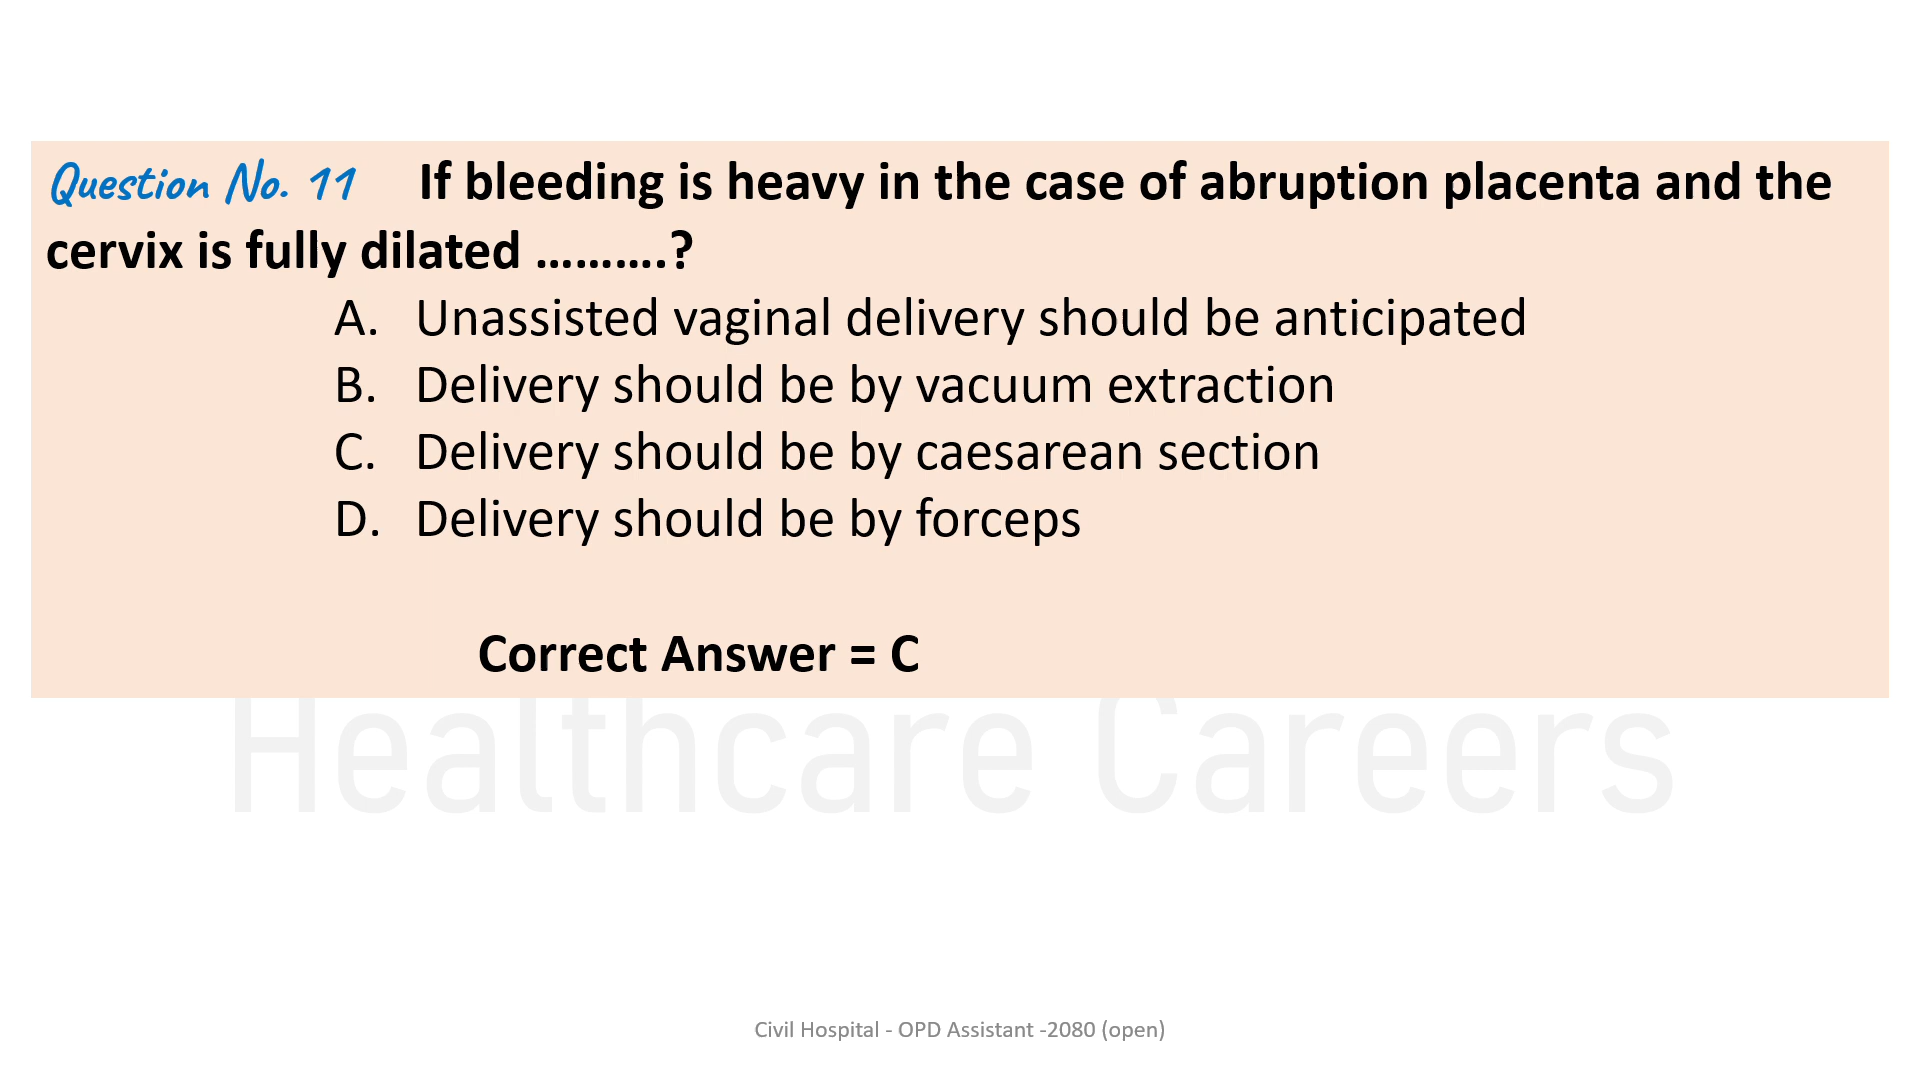 Question No. 11 If bleeding is heavy in the case of abruption placenta and the
cervix is fully dilated ……….?
A. Unassisted vaginal delivery should be anticipated
B. Delivery should be by vacuum extraction
C. Delivery should be by caesarean section
D. Delivery should be by forceps
Correct Answer = C
Healthcare Careers
Civil Hospital - OPD Assistant -2080 (open)